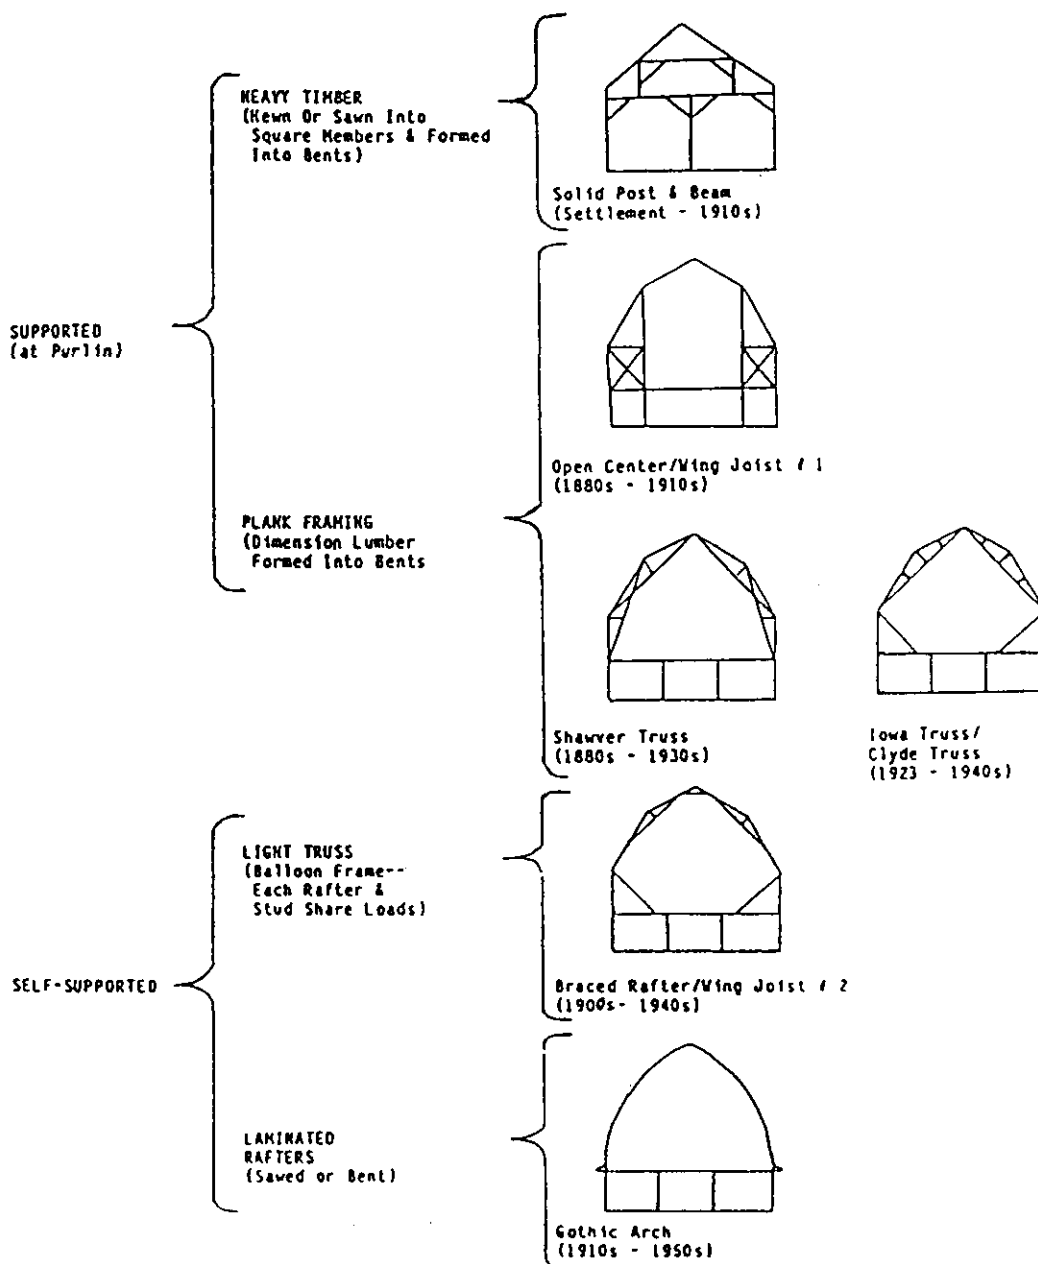 HEAVY TIMBER
(Hewn Or Sawn Into
Square Members & Formed
Into Bents)
Solid Post & Beam
(Settlement - 1910s)
SUPPORTED
(at Purlin)
Open Center/Wing Joist # 1
(1880s - 1910s)
PLANK FRAMING
(Dimension Lumber
Formed Into Bents
Shawver Truss
(1880s - 1930s)
Iowa Truss/
Clyde Truss
(1923 - 1940s)
LIGHT TRUSS
(Balloon Frame--
Each Rafter &
Stud Share Loads)
SELF-SUPPORTED
Braced Rafter/Wing Joist # 2
(1900s- 1940s)
LAMINATED
RAFTERS
(Sawed or Bent)
Gothic Arch
(1910s - 1950s)